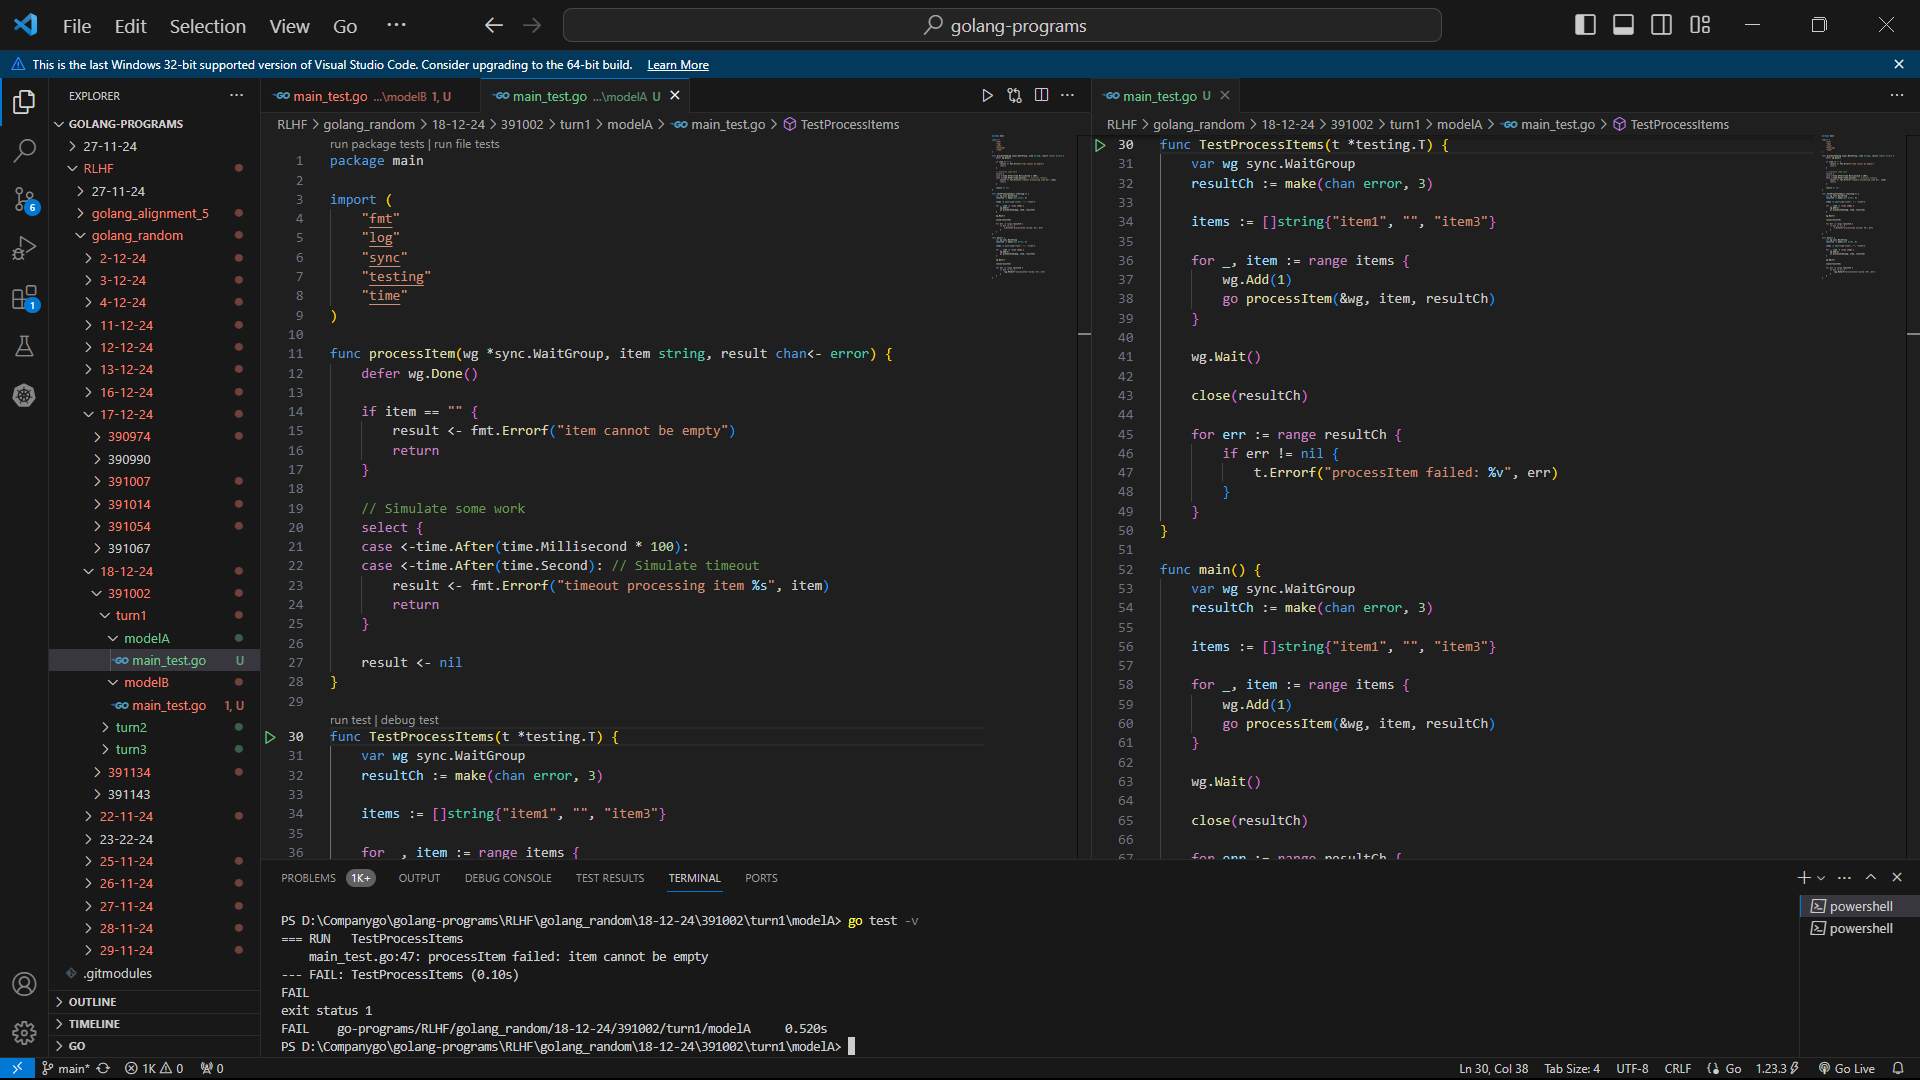 File Edit Selection View Go ···
golang-programs
This is the last Windows 32-bit supported version of Visual Studio Code. Consider upgrading to the 64-bit build. Learn More
EXPLORER
GOLANG-PROGRAMS
27-11-24
RLHF
27-11-24
golang_alignment_5
golang_random
2-12-24
3-12-24
4-12-24
11-12-24
12-12-24
13-12-24
16-12-24
17-12-24
390974
390990
391007
391014
391054
391067
18-12-24
391002
turn1
modelA
main_test.go U
modelB
main_test.go 1, U
turn2
turn3
391134
391143
22-11-24
23-22-24
25-11-24
26-11-24
27-11-24
28-11-24
29-11-24
.gitmodules
OUTLINE
TIMELINE
GO
6
1
main_test.go ...\modelB 1, U
main_test.go ...\modelA U
RLHF > golang_random > 18-12-24 > 391002 > turn1 > modelA > main_test.go > TestProcessItems
run package tests | run file tests
1 package main
2
3 import (
4 "fmt"
5 "log"
6 "sync"
7 "testing"
8 "time"
9 )
10
11 func processItem(wg *sync.WaitGroup, item string, result chan<- error) {
12 defer wg.Done()
13
14 if item == "" {
15 result <- fmt.Errorf("item cannot be empty")
16 return
17 }
18
19 // Simulate some work
20 select {
21 case <-time.After(time.Millisecond * 100):
22 case <-time.After(time.Second): // Simulate timeout
23 result <- fmt.Errorf("timeout processing item %s", item)
24 return
25 }
26
27 result <- nil
28 }
29
run test | debug test
30 func TestProcessItems(t *testing.T) {
31 var wg sync.WaitGroup
32 resultCh := make(chan error, 3)
33
34 items := []string{"item1", "", "item3"}
35
36 for _, item := range items {
main_test.go U
RLHF > golang_random > 18-12-24 > 391002 > turn1 > modelA > main_test.go > TestProcessItems
30 func TestProcessItems(t *testing.T) {
31 var wg sync.WaitGroup
32 resultCh := make(chan error, 3)
33
34 items := []string{"item1", "", "item3"}
35
36 for _, item := range items {
37 wg.Add(1)
38 go processItem(&wg, item, resultCh)
39 }
40
41 wg.Wait()
42
43 close(resultCh)
44
45 for err := range resultCh {
46 if err != nil {
47 t.Errorf("processItem failed: %v", err)
48 }
49 }
50 }
51
52 func main() {
53 var wg sync.WaitGroup
54 resultCh := make(chan error, 3)
55
56 items := []string{"item1", "", "item3"}
57
58 for _, item := range items {
59 wg.Add(1)
60 go processItem(&wg, item, resultCh)
61 }
62
63 wg.Wait()
64
65 close(resultCh)
66
67 for err := range resultCh {
PROBLEMS 1K+ OUTPUT DEBUG CONSOLE TEST RESULTS TERMINAL PORTS
PS D:\Companygo\golang-programs\RLHF\golang_random\18-12-24\391002\turn1\modelA> go test -v
=== RUN TestProcessItems
main_test.go:47: processItem failed: item cannot be empty
--- FAIL: TestProcessItems (0.10s)
FAIL
exit status 1
FAIL go-programs/RLHF/golang_random/18-12-24/391002/turn1/modelA 0.520s
PS D:\Companygo\golang-programs\RLHF\golang_random\18-12-24\391002\turn1\modelA>
powershell
powershell
main* 1K 0 0
Ln 30, Col 38 Tab Size: 4 UTF-8 CRLF Go 1.23.3 Go Live